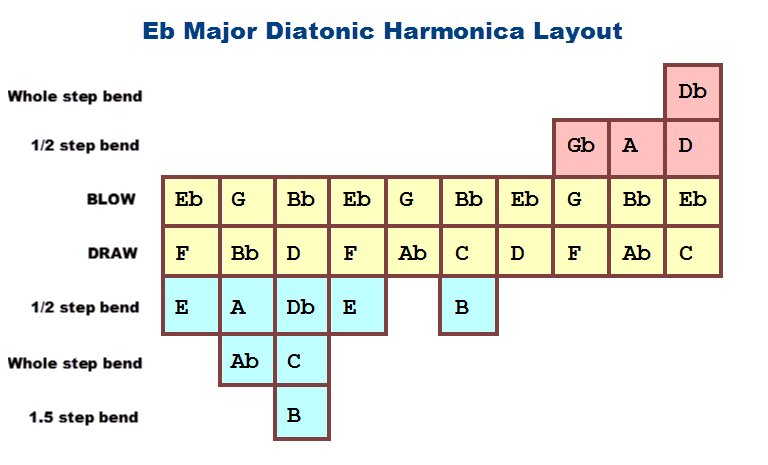 Eb Major Diatonic Harmonica Layout
Whole step bend Db
1/2 step bend Gb A D
BLOW Eb G Bb Eb G Bb Eb G Bb Eb
DRAW F Bb D F Ab C D F Ab C
1/2 step bend E A Db E B
Whole step bend Ab C
1.5 step bend B